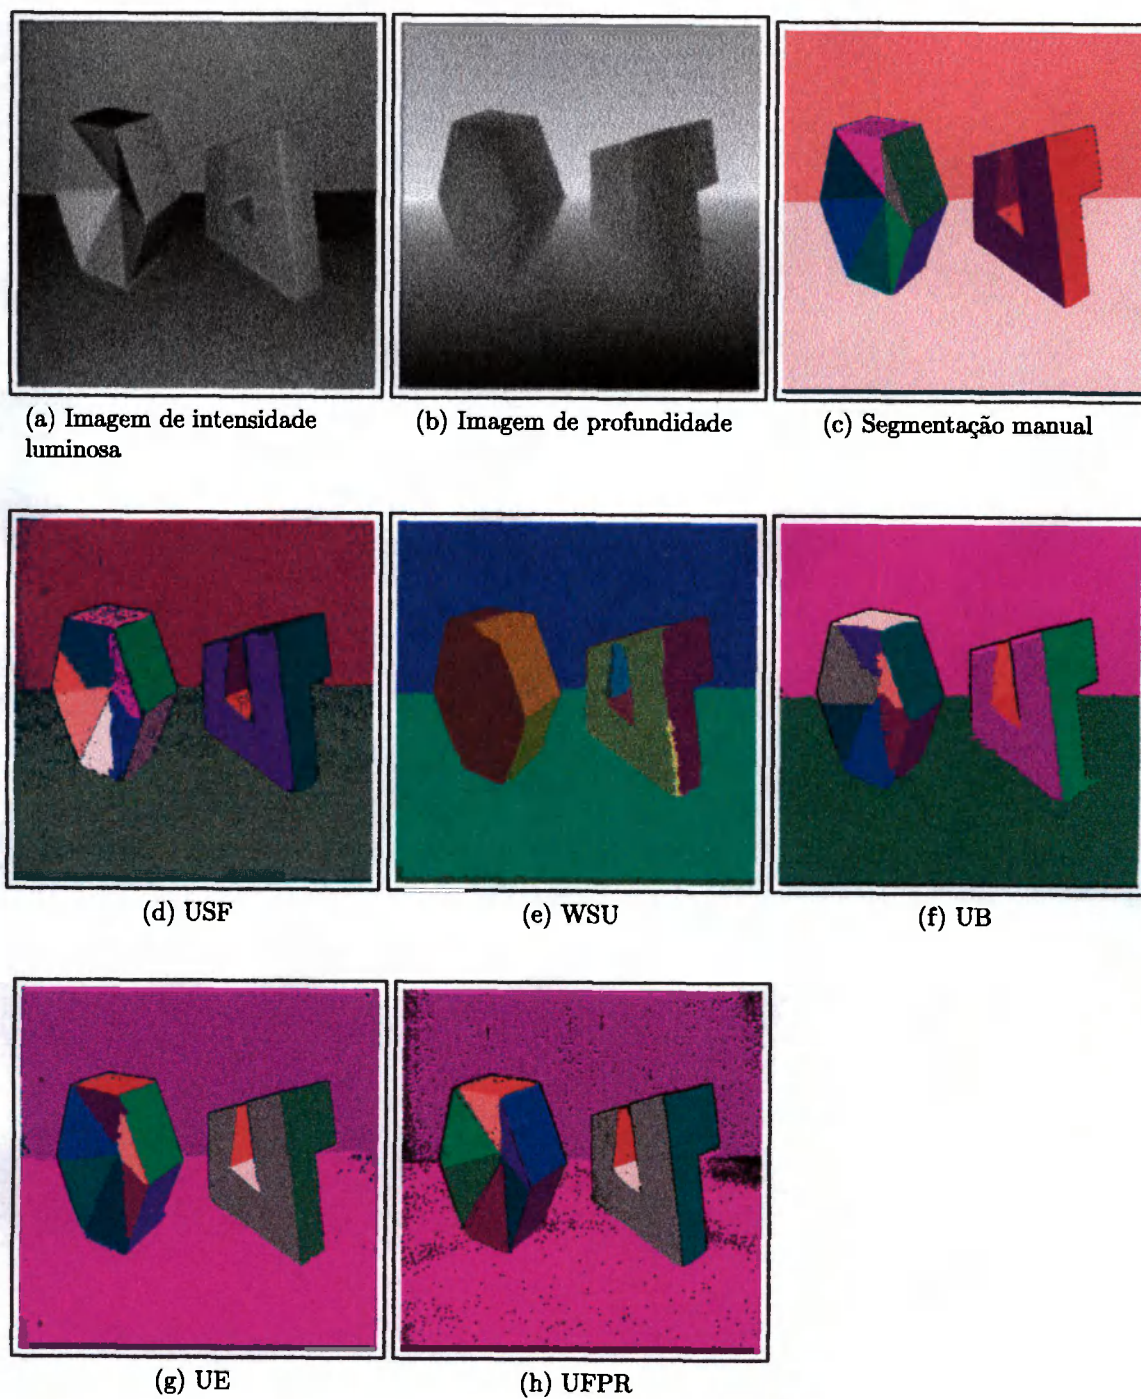 (a) Imagem de intensidade
luminosa
(b) Imagem de profundidade
(c) Segmentação manual
(d) USF
(e) WSU
(f) UB
(g) UE
(h) UFPR